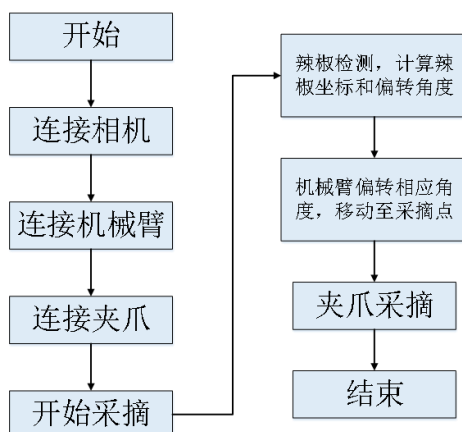 开始
连接相机
连接机械臂
连接夹爪
开始采摘
辣椒检测，计算辣
椒坐标和偏转角度
机械臂偏转相应角
度，移动至采摘点
夹爪采摘
结束